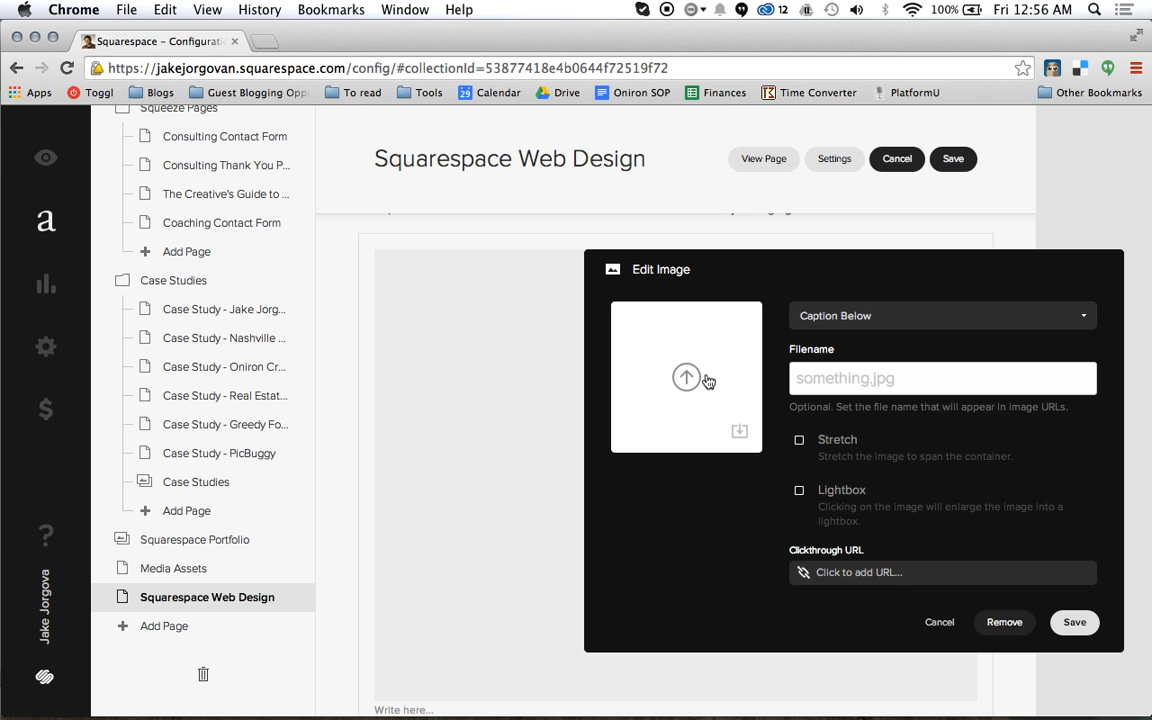 Chrome File Edit View History Bookmarks Window Help 12 100% Fri 12:56 AM
Squarespace – Configurati
https://jakejorgovan.squarespace.com/config/#collectionId=53877418e4b0644f72519f72
Apps Toggl Blogs Guest Blogging Oppo To read Tools 29 Calendar Drive Oniron SOP Finances Time Converter PlatformU Other Bookmarks
Squeeze Pages
Consulting Contact Form
Consulting Thank You P...
The Creative's Guide to ...
Coaching Contact Form
Add Page
Case Studies
Case Study - Jake Jorg...
Case Study - Nashville ...
Case Study - Oniron Cr...
Case Study - Real Estat...
Case Study - Greedy Fo...
Case Study - PicBuggy
Case Studies
Add Page
Squarespace Portfolio
Media Assets
Squarespace Web Design
Add Page
a
$
?
Jake Jorgova
Squarespace Web Design
View Page Settings Cancel Save
Edit Image
Caption Below
Filename
something.jpg
Optional. Set the file name that will appear in image URLs.
Stretch
Stretch the image to span the container.
Lightbox
Clicking on the image will enlarge the image into a
lightbox.
Clickthrough URL
Click to add URL...
Cancel Remove Save
Write here...